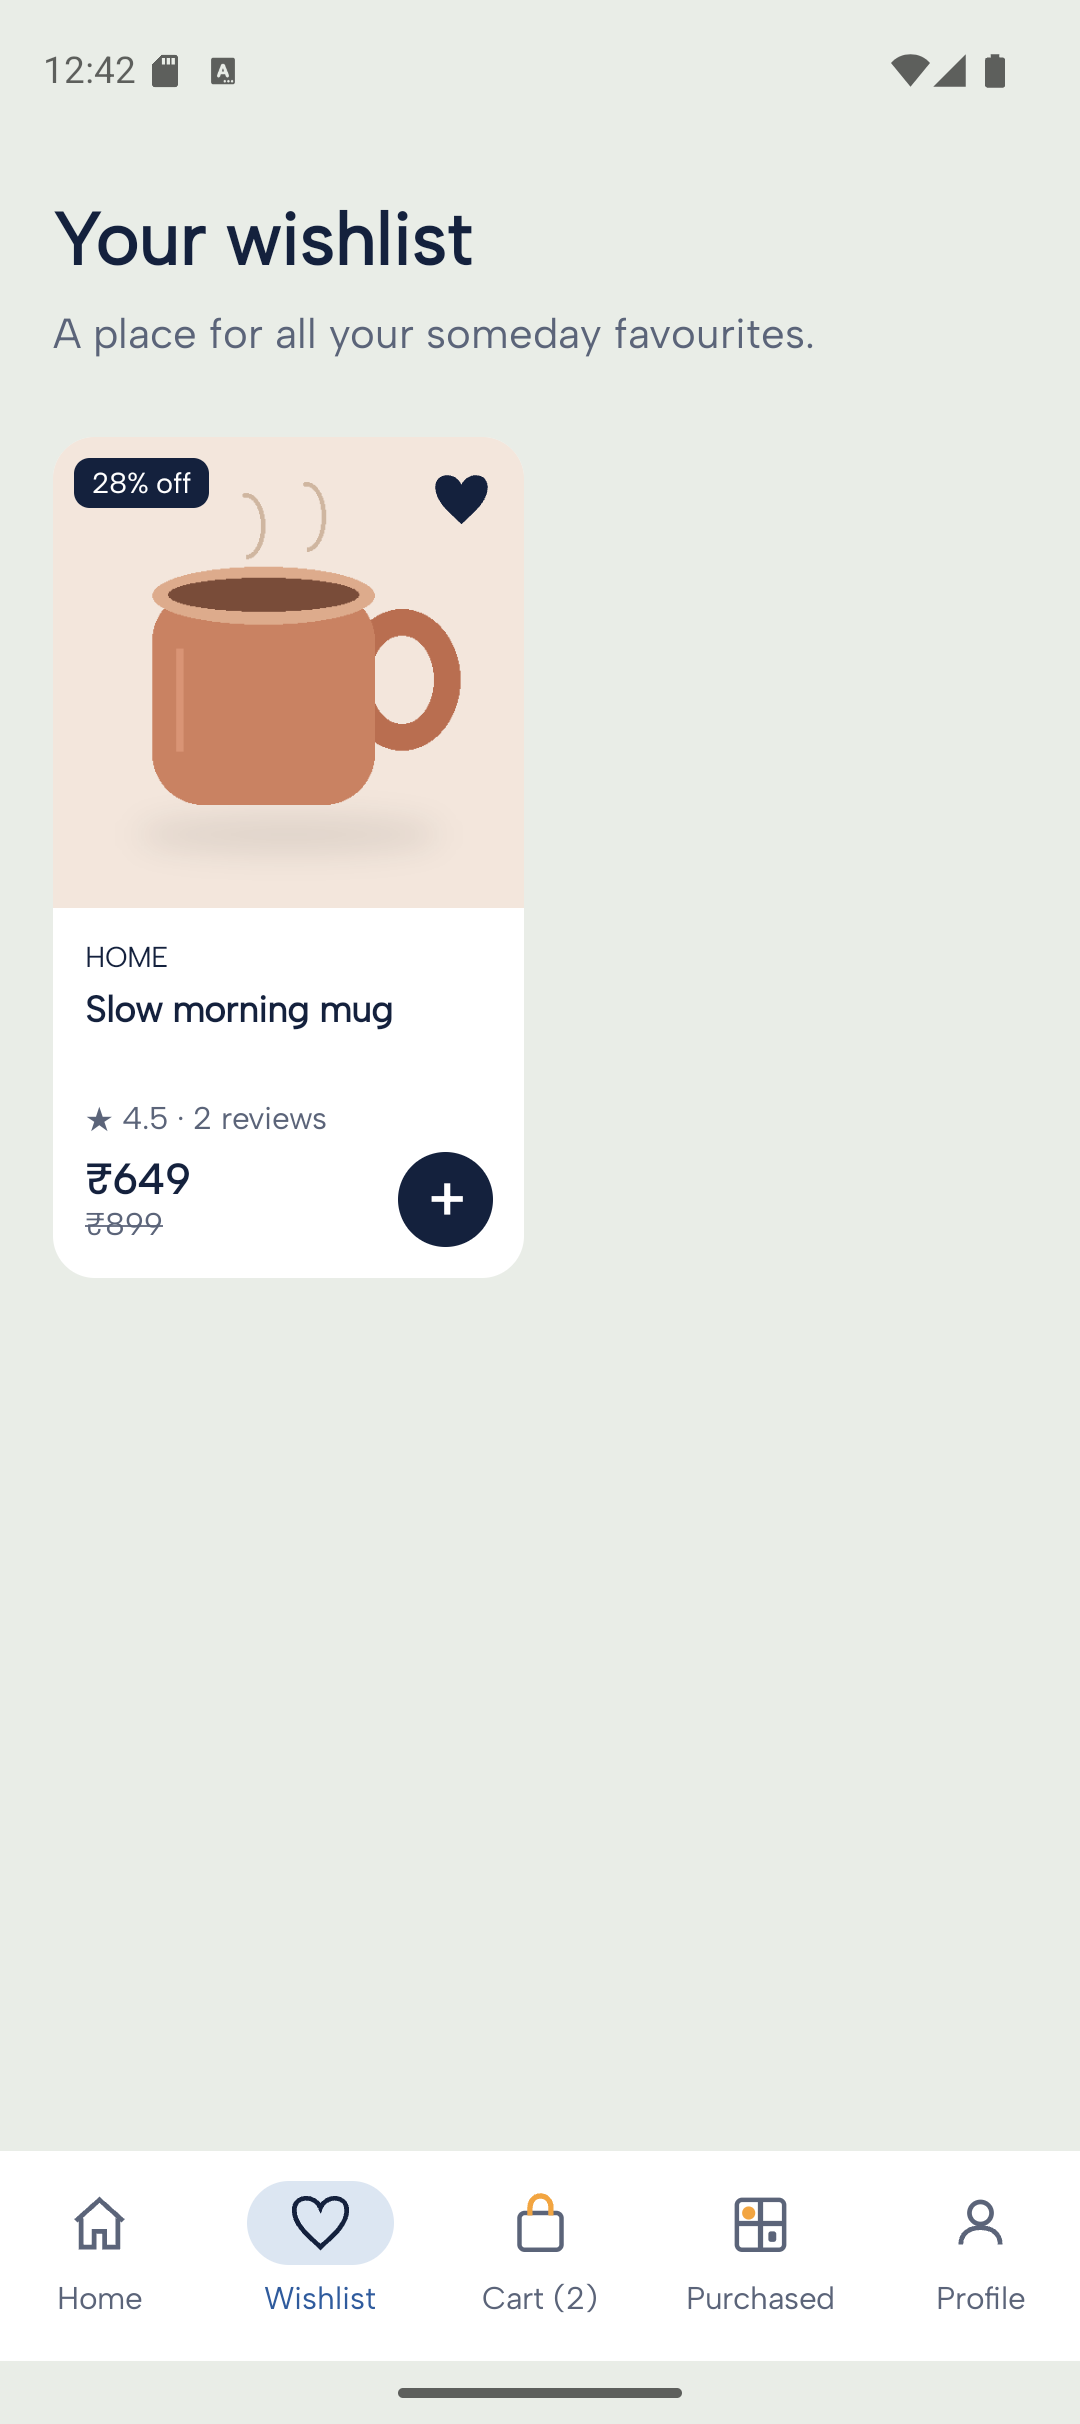 12:42
Your wishlist
A place for all your someday favourites.
28% off
HOME
Slow morning mug
★ 4.5 · 2 reviews
₹649
₹899
Home
Wishlist
Cart (2)
Purchased
Profile